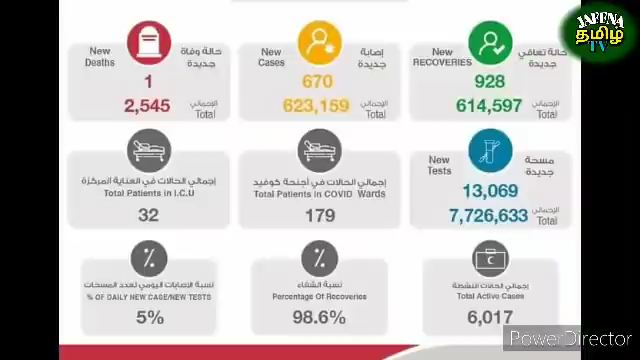 JAFFNA
தமிழ்
TV
New
Deaths
حالة وفاة
جديدة
1
2,545
الإجمالي
Total
New
Cases
إصابة
جديدة
670
623,159
الإجمالي
Total
New
RECOVERIES
حالة تعافي
جديدة
928
614,597
الإجمالي
Total
إجمالي الحالات في العناية المركزة
Total Patients in I.C.U
32
إجمالي الحالات في أجنحة كوفيد
Total Patients in COVID Wards
179
New
Tests
مسحة
جديدة
13,069
7,726,633
الإجمالي
Total
نسبة الإصابات اليومي لعدد المسحات
% OF DAILY NEW CASE/NEW TESTS
5%
نسبة الشفاء
Percentage Of Recoveries
98.6%
إجمالي الحالات النشطة
Total Active Cases
6,017
PowerDirector